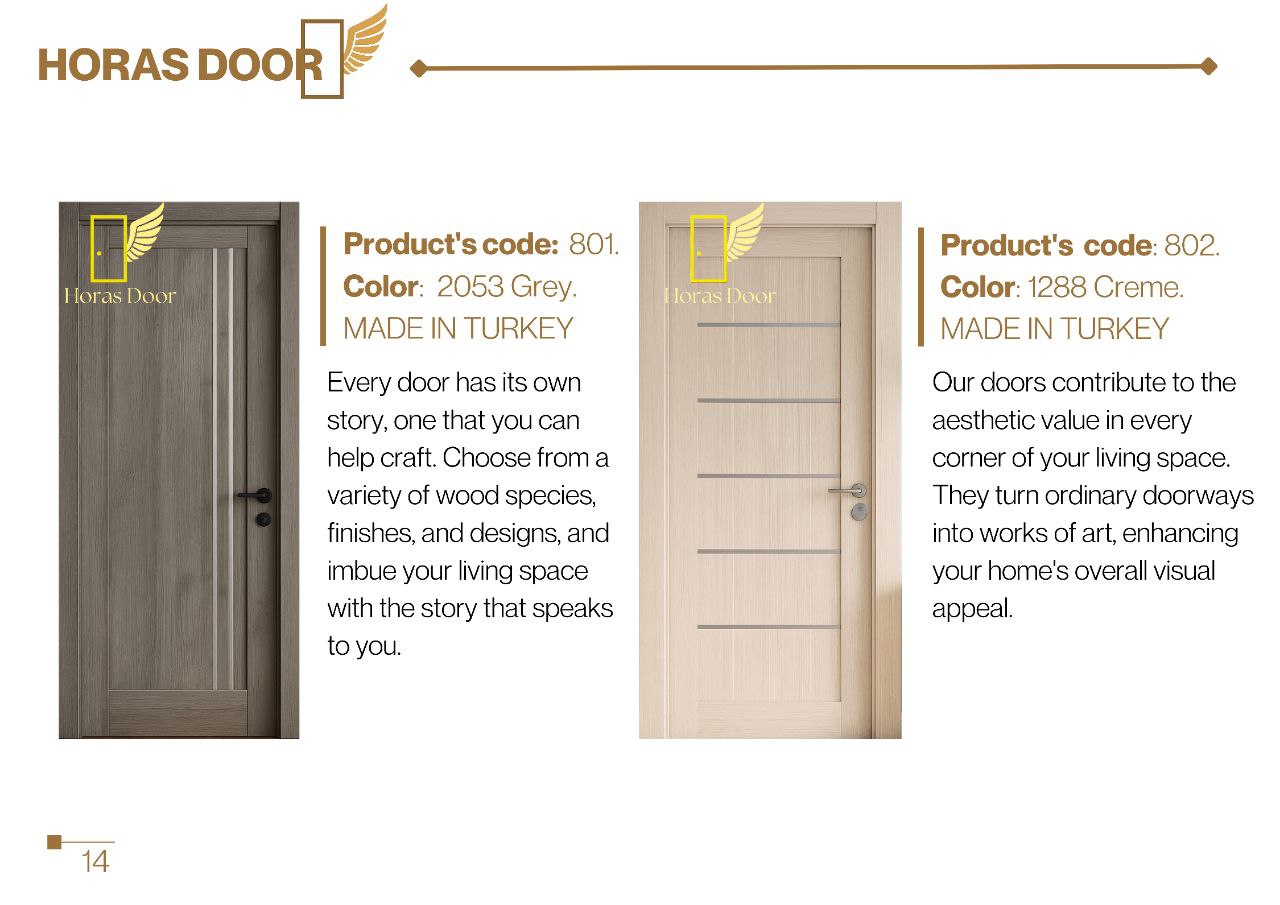 HORAS DOOR
Horas Door
Product's code: 801.
Color: 2053 Grey.
MADE IN TURKEY
Every door has its own
story, one that you can
help craft. Choose from a
variety of wood species,
finishes, and designs, and
imbue your living space
with the story that speaks
to you.
Horas Door
Product's code: 802.
Color: 1288 Creme.
MADE IN TURKEY
Our doors contribute to the
aesthetic value in every
corner of your living space.
They turn ordinary doorways
into works of art, enhancing
your home's overall visual
appeal.
14